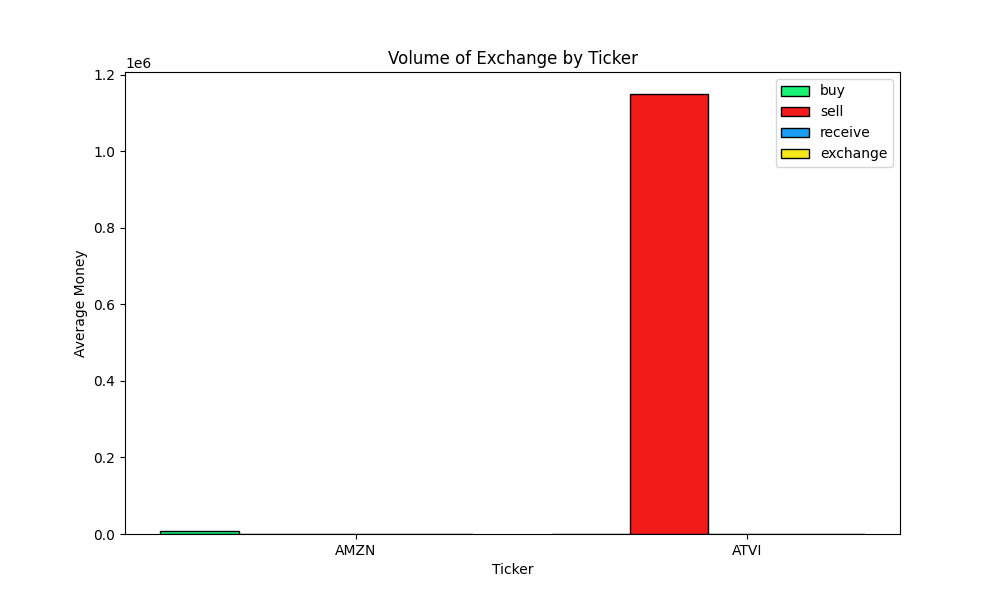 Volume of Exchange by Ticker
1e6
1.2
1.0
0.8
0.6
0.4
0.2
0.0
Average Money
buy
sell
receive
exchange
AMZN
ATVI
Ticker